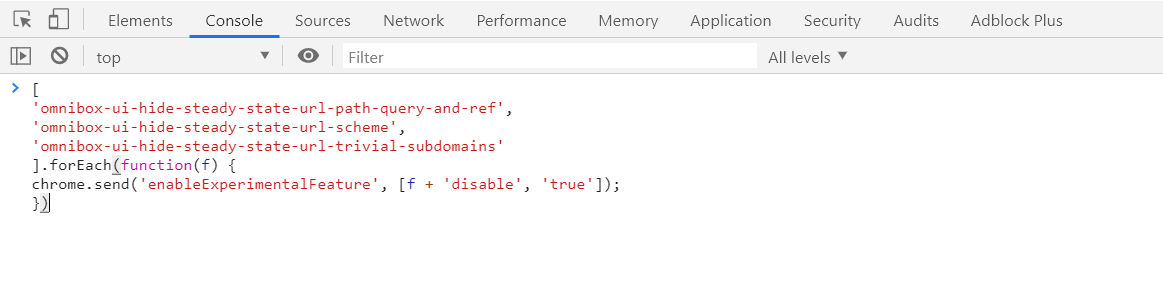 Elements Console Sources Network Performance Memory Application Security Audits Adblock Plus
top Filter All levels
[
'omnibox-ui-hide-steady-state-url-path-query-and-ref',
'omnibox-ui-hide-steady-state-url-scheme',
'omnibox-ui-hide-steady-state-url-trivial-subdomains'
].forEach(function(f) {
chrome.send('enableExperimentalFeature', [f + 'disable', 'true']);
})